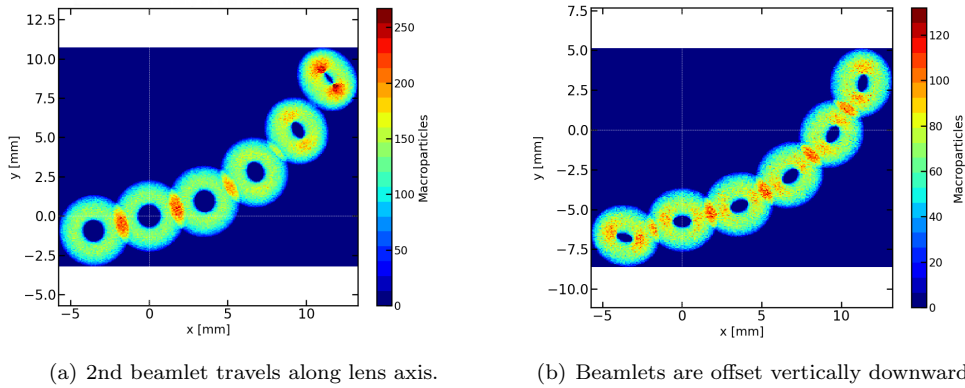 12.5
10.0
7.5
5.0
2.5
0.0
−2.5
−5.0
y [mm]
−5 0 5 10
x [mm]
250
200
150
100
50
0
Macroparticles
7.5
5.0
2.5
0.0
−2.5
−5.0
−7.5
−10.0
y [mm]
−5 0 5 10
x [mm]
120
100
80
60
40
20
0
Macroparticles
(a) 2nd beamlet travels along lens axis.
(b) Beamlets are offset vertically downward